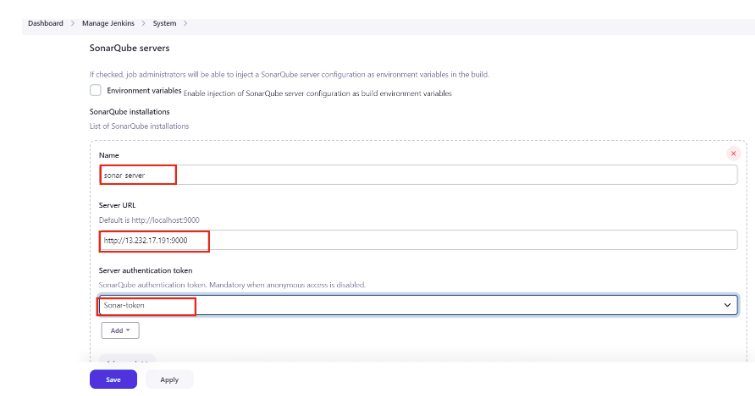 Dashboard > Manage Jenkins > System >
SonarQube servers
If checked, job administrators will be able to inject a SonarQube server configuration as environment variables in the build.
Environment variables Enable injection of SonarQube server configuration as build environment variables
SonarQube installations
List of SonarQube installations
Name
sonar server
Server URL
Default is http://localhost:9000
http://13.232.17.191:9000
Server authentication token
SonarQube authentication token. Mandatory when anonymous access is disabled.
Sonar-token
Add
Save Apply